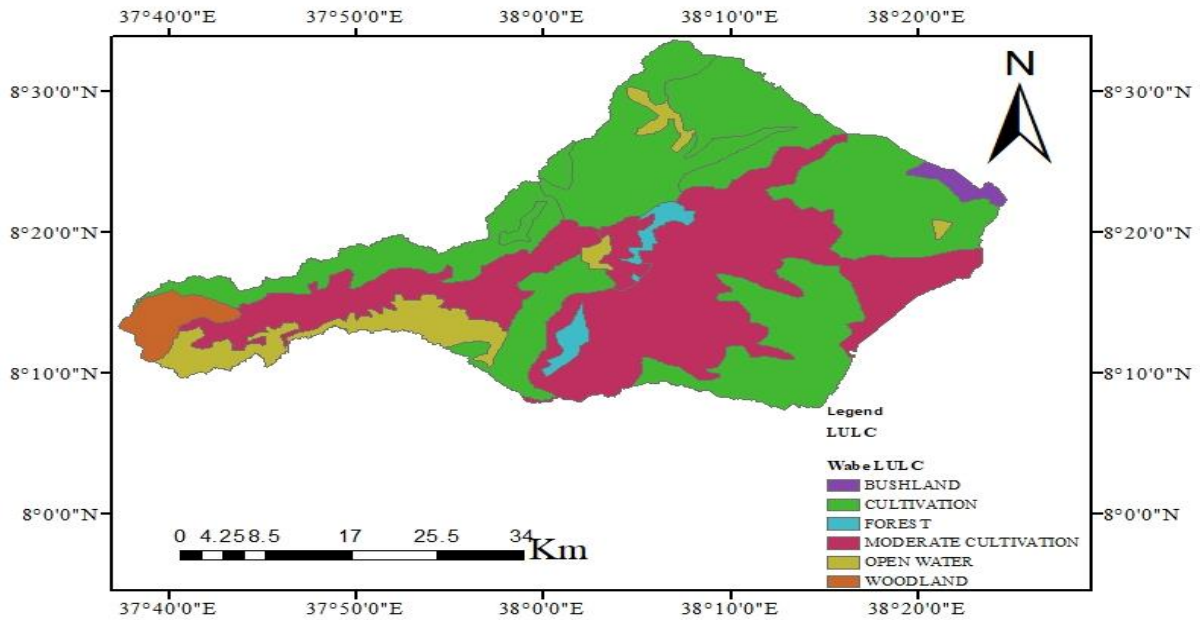 37°40'0"E 37°50'0"E 38°0'0"E 38°10'0"E 38°20'0"E
N
8°30'0"N 8°30'0"N
8°20'0"N 8°20'0"N
8°10'0"N 8°10'0"N
Legend
LULC
Wabe LULC
BUSHLAND
CULTIVATION
8°0'0"N 8°0'0"N
FOREST
MODERATE CULTIVATION
OPEN WATER
WOODLAND
0 4.25 8.5 17 25.5 34 Km
37°40'0"E 37°50'0"E 38°0'0"E 38°10'0"E 38°20'0"E